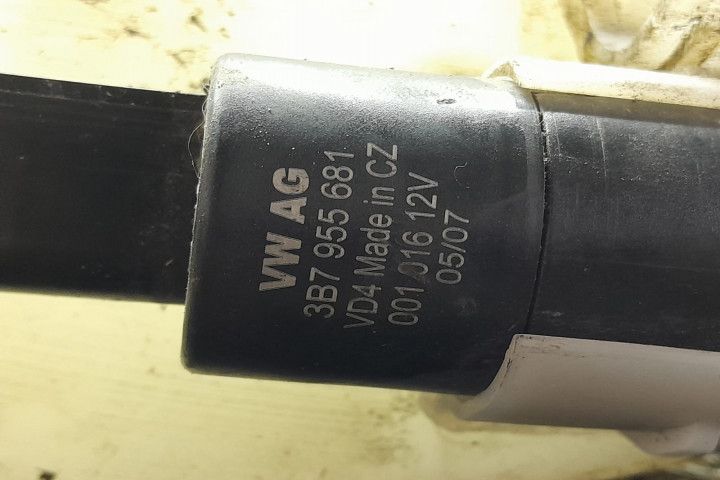 VW AG
3B7 955 681
VD4 Made in CZ
001 016 12V
05/07